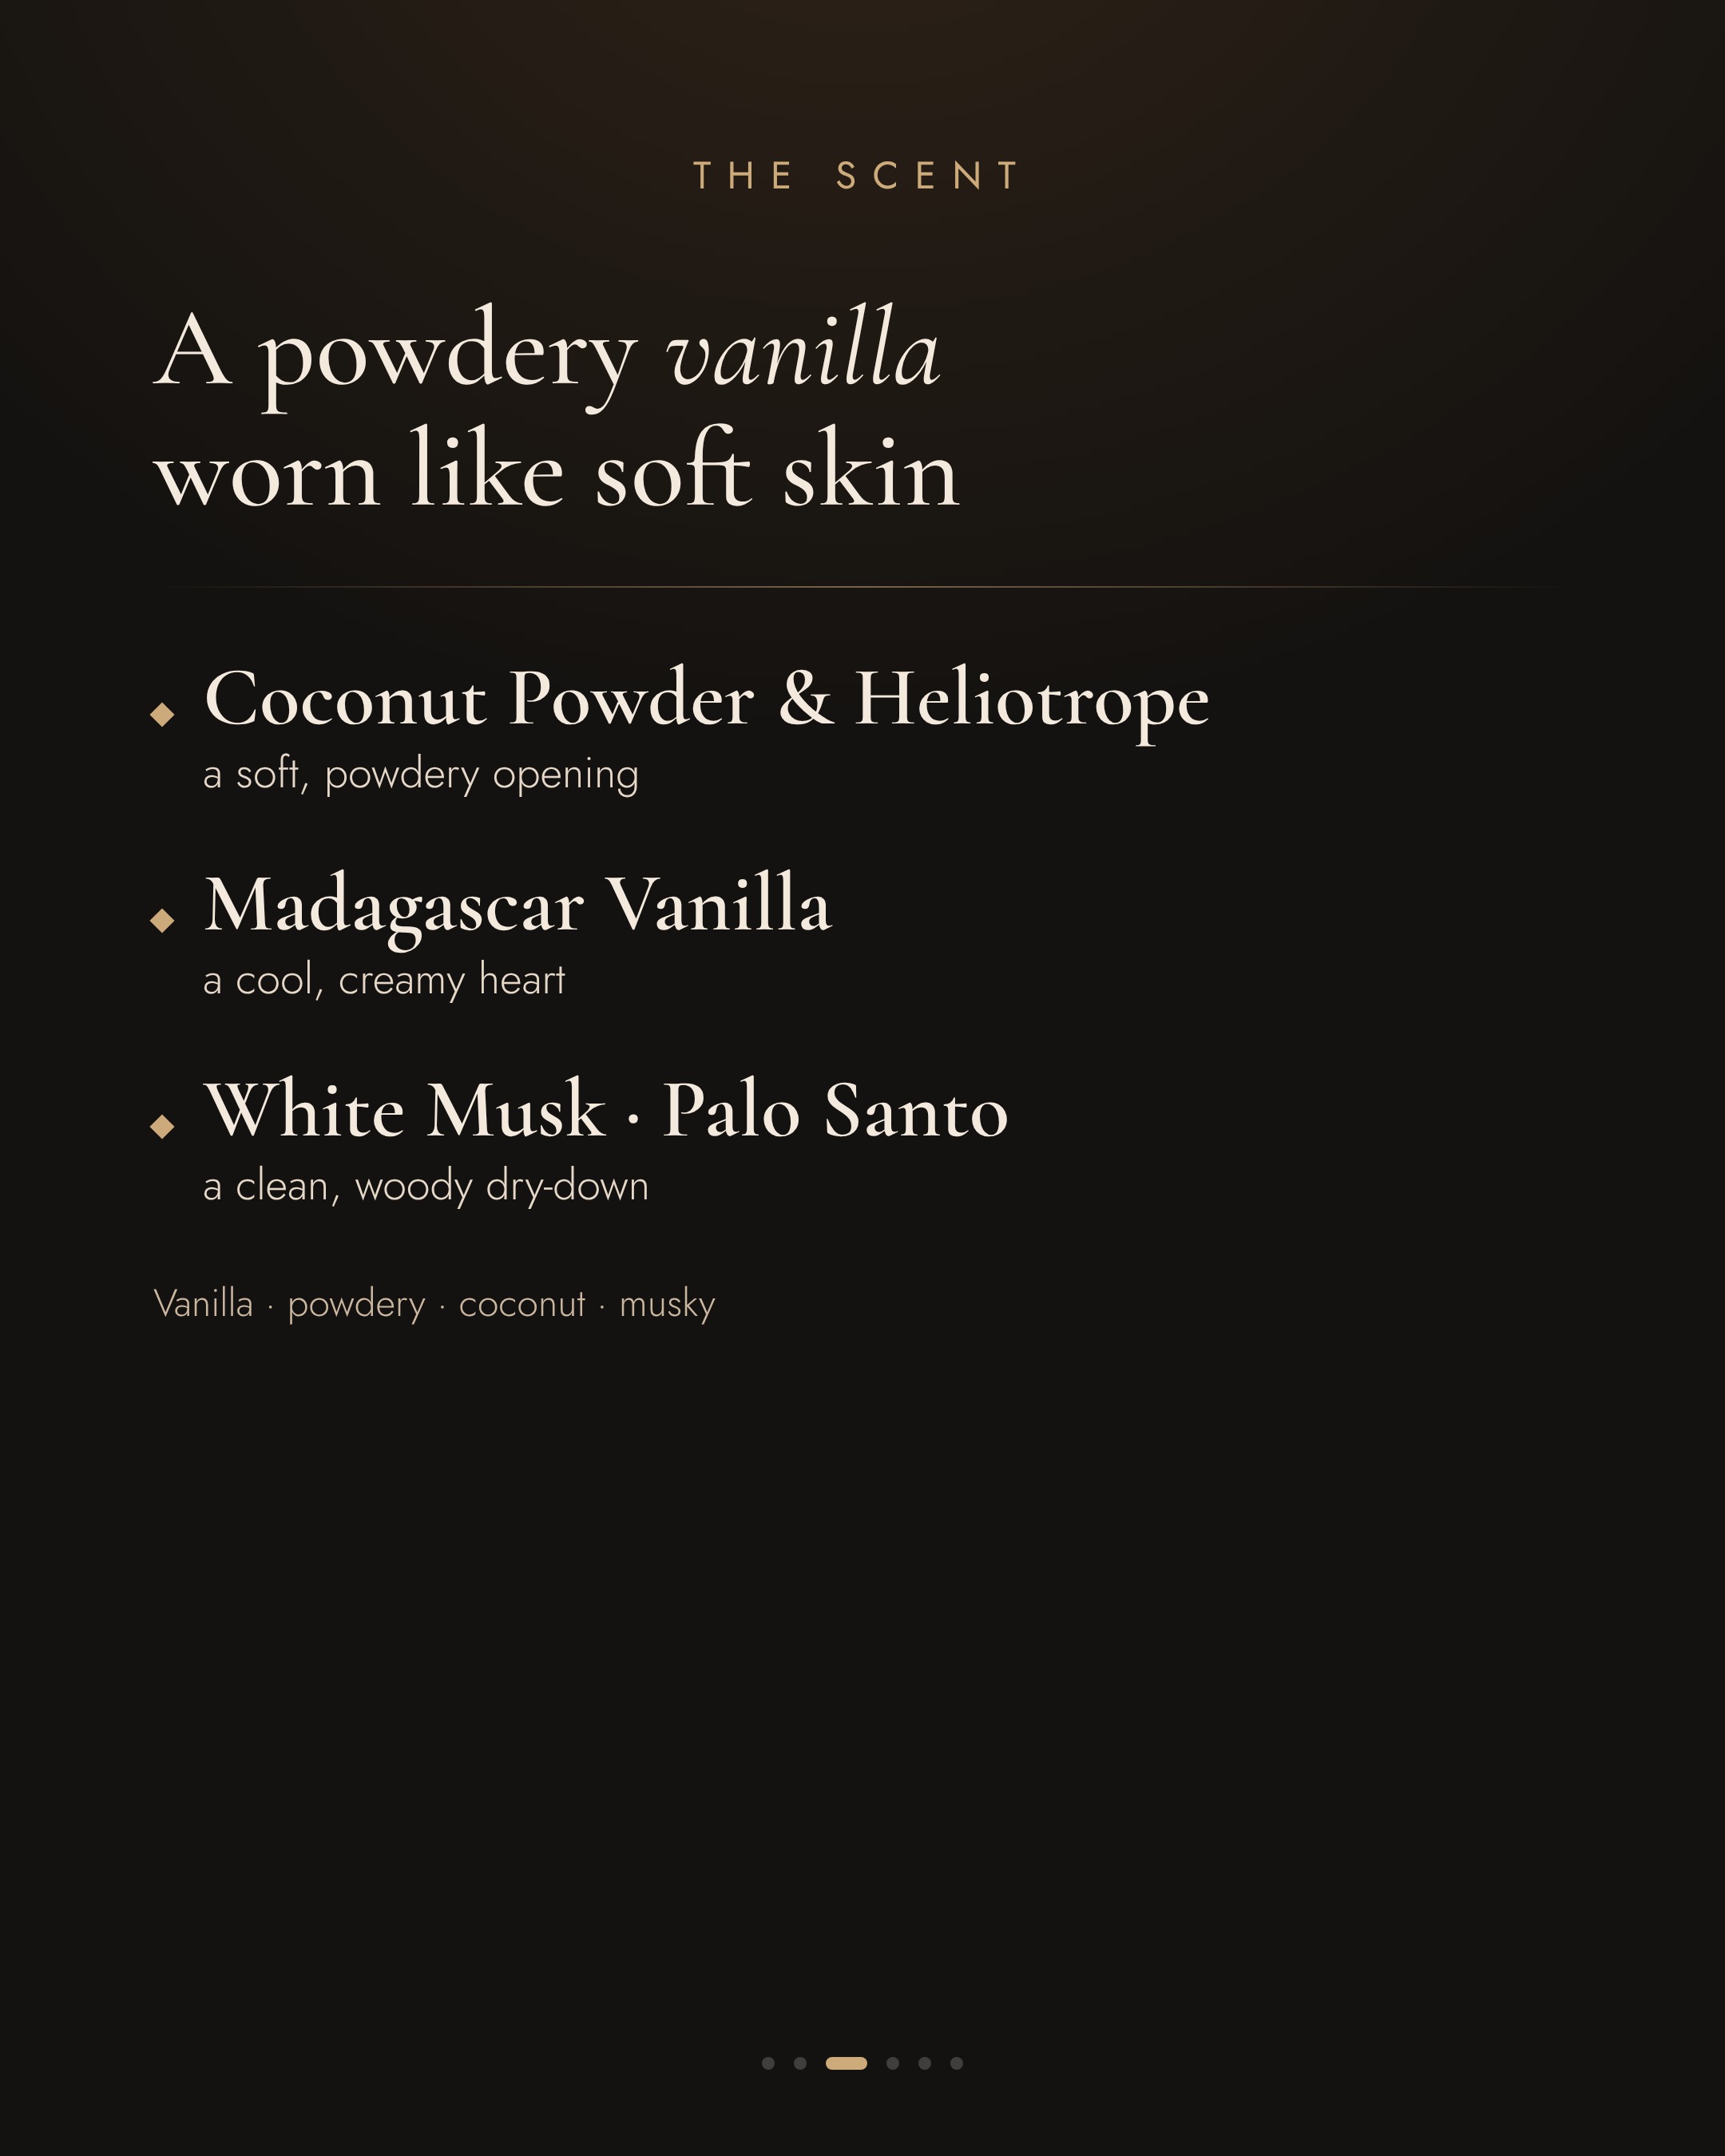 THE SCENT
A powdery vanilla
worn like soft skin
Coconut Powder & Heliotrope
a soft, powdery opening
Madagascar Vanilla
a cool, creamy heart
White Musk · Palo Santo
a clean, woody dry-down
Vanilla · powdery · coconut · musky